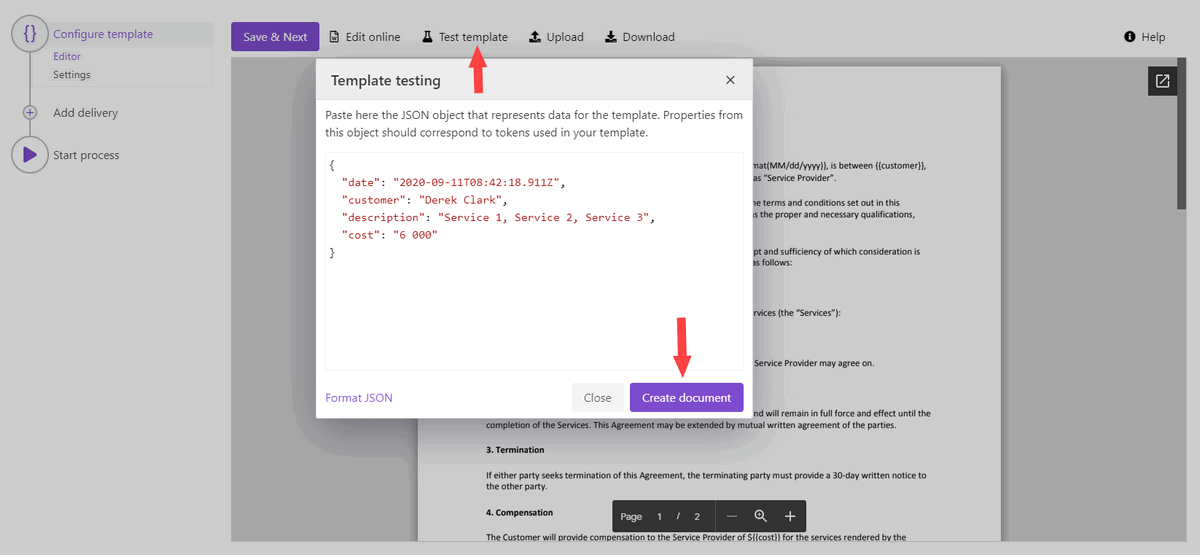 {}
Configure template
Editor
Settings
Add delivery
Start process
Save & Next
Edit online
Test template
Upload
Download
Help
Template testing
Paste here the JSON object that represents data for the template. Properties from
this object should correspond to tokens used in your template.
{
"date": "2020-09-11T08:42:18.911Z",
"customer": "Derek Clark",
"description": "Service 1, Service 2, Service 3",
"cost": "6 000"
}
Format JSON
Close
Create document
mat(MM/dd/yyyy)}, is between {{customer}},
as "Service Provider".
terms and conditions set out in this
the proper and necessary qualifications,
and sufficiency of which consideration is
as follows:
(the "Services"):
Service Provider may agree on.
and will remain in full force and effect until the
completion of the Services. This Agreement may be extended by mutual written agreement of the parties.
3. Termination
If either party seeks termination of this Agreement, the terminating party must provide a 30-day written notice to
the other party.
4. Compensation
The Customer will provide compensation to the Service Provider of ${{cost}} for the services rendered by the
Page 1 / 2